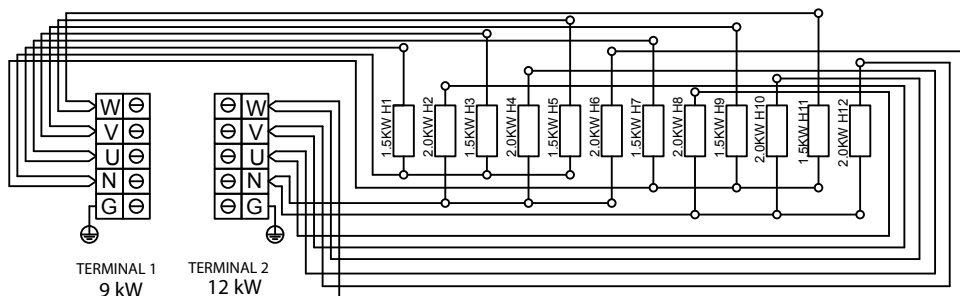 W
V
U
N
G
W
V
U
N
G
1.5KW H1
2.0KW H2
1.5KW H3
2.0KW H4
1.5KW H5
2.0KW H6
1.5KW H7
2.0KW H8
1.5KW H9
2.0KW H10
1.5KW H11
2.0KW H12
TERMINAL 1
9 kW
TERMINAL 2
12 kW